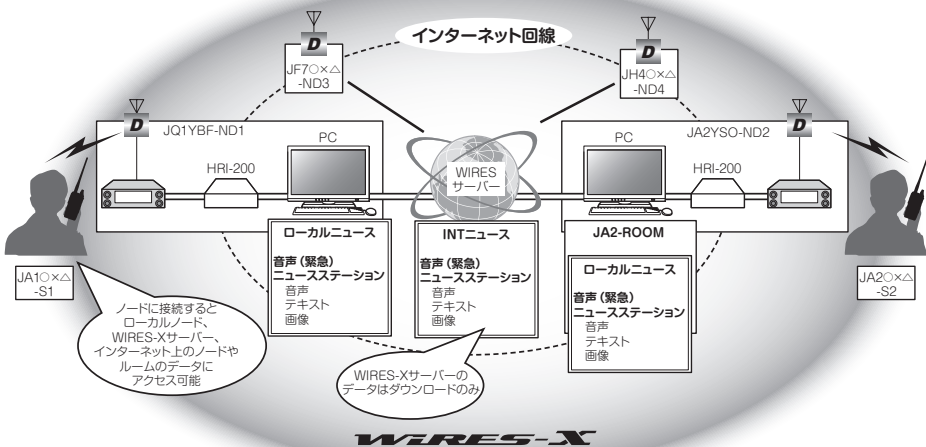 インターネット回線
D
JF7○×△
-ND3
D
JH4○×△
-ND4
D
JQ1YBF-ND1
PC
HRI-200
WIRES
サーバー
PC
JA2YSO-ND2
D
HRI-200
JA1○×△
-S1
JA2○×△
-S2
ローカルニュース
音声（緊急）
ニュースステーション
音声
テキスト
画像
INTニュース
音声（緊急）
ニュースステーション
音声
テキスト
画像
JA2-ROOM
ローカルニュース
音声（緊急）
ニュースステーション
音声
テキスト
画像
ノードに接続すると
ローカルノード、
WIRES-Xサーバー、
インターネット上のノードや
ルームのデータに
アクセス可能
WIRES-Xサーバーの
データはダウンロードのみ
WIRES-X